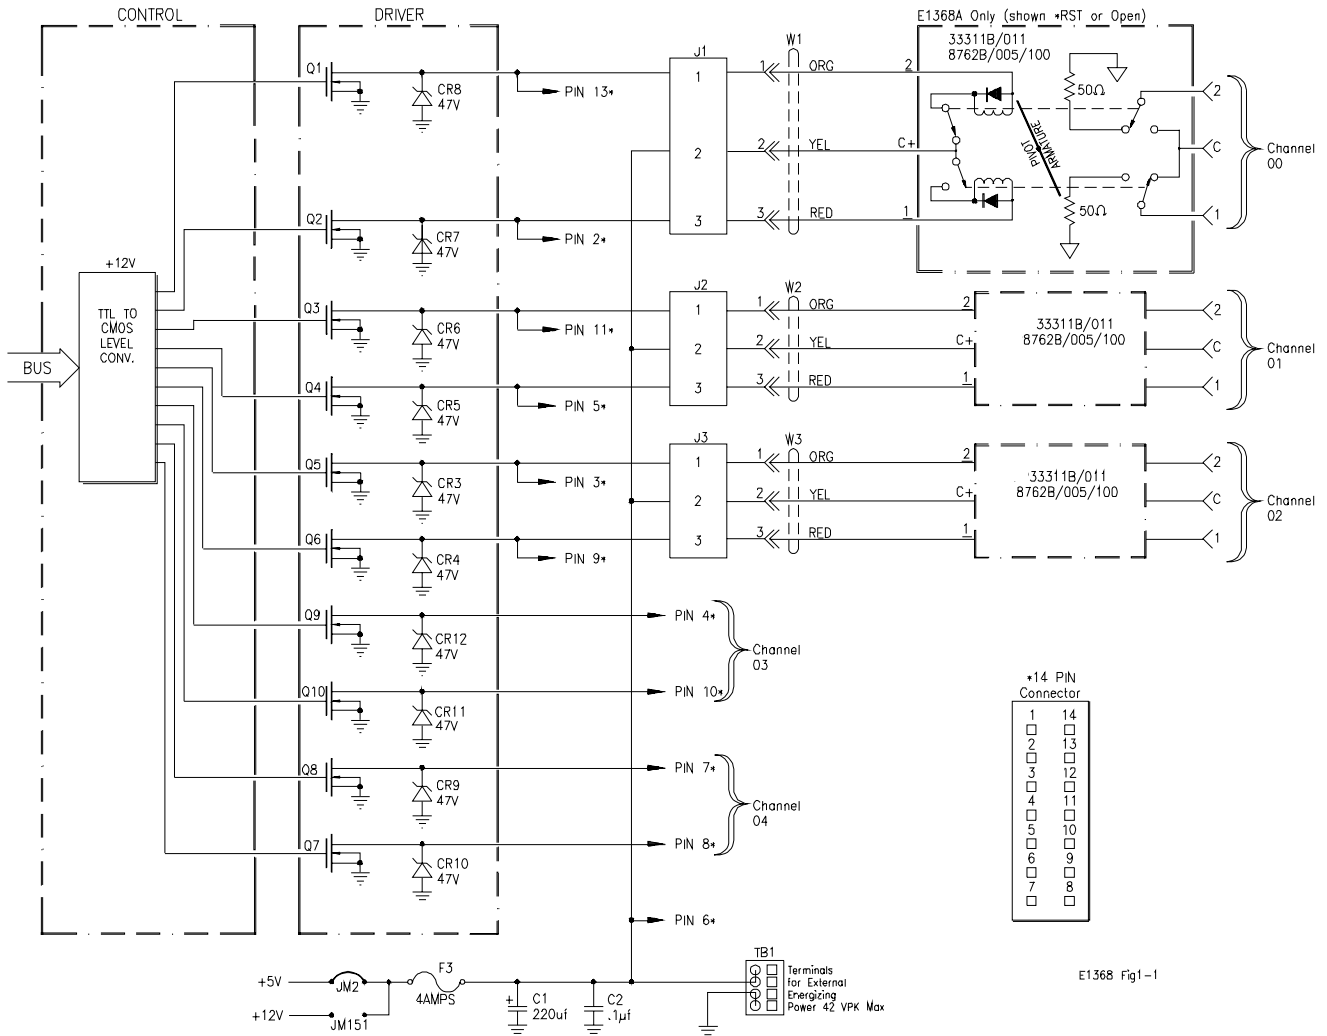 CONTROL
DRIVER
E1368A Only (shown *RST or Open)
33311B/011
8762B/005/100
Q1
CR8
47V
PIN 13*
J1
1
2
3
W1
1
ORG
2
2
YEL
C+
3
RED
1
PIVOT
ARMATURE
50Ω
50Ω
2
C
1
Channel
00
Q2
CR7
47V
PIN 2*
+12V
TTL TO
CMOS
LEVEL
CONV.
BUS
Q3
CR6
47V
PIN 11*
J2
1
2
3
W2
1
ORG
2
2
YEL
C+
3
RED
1
33311B/011
8762B/005/100
2
C
1
Channel
01
Q4
CR5
47V
PIN 5*
Q5
CR3
47V
PIN 3*
J3
1
2
3
W3
1
ORG
2
2
YEL
C+
3
RED
1
33311B/011
8762B/005/100
2
C
1
Channel
02
Q6
CR4
47V
PIN 9*
Q9
CR12
47V
PIN 4*
Channel
03
Q10
CR11
47V
PIN 10*
Q8
CR9
47V
PIN 7*
Channel
04
Q7
CR10
47V
PIN 8*
PIN 6*
*14 PIN
Connector
1 14
2 13
3 12
4 11
5 10
6 9
7 8
+5V
JM2
F3
4AMPS
+12V
JM151
+
C1
220uf
C2
.1µf
TB1
Terminals
for External
Energizing
Power 42 VPK Max
E1368 Fig1-1